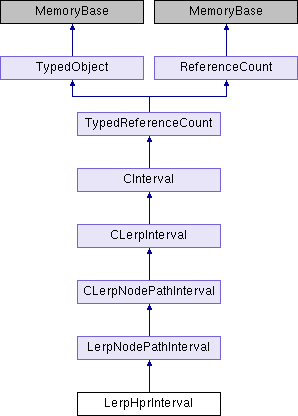 MemoryBase MemoryBase
TypedObject ReferenceCount
TypedReferenceCount
CInterval
CLerpInterval
CLerpNodePathInterval
LerpNodePathInterval
LerpHprInterval